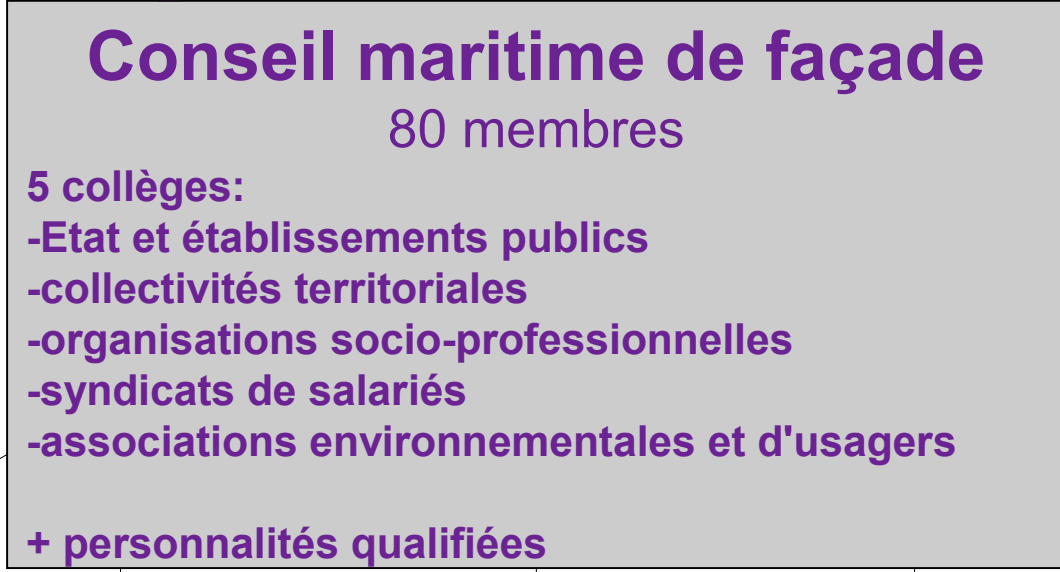 Conseil maritime de façade
80 membres
5 collèges:
-Etat et établissements publics
-collectivités territoriales
-organisations socio-professionnelles
-syndicats de salariés
-associations environnementales et d'usagers
+ personnalités qualifiées